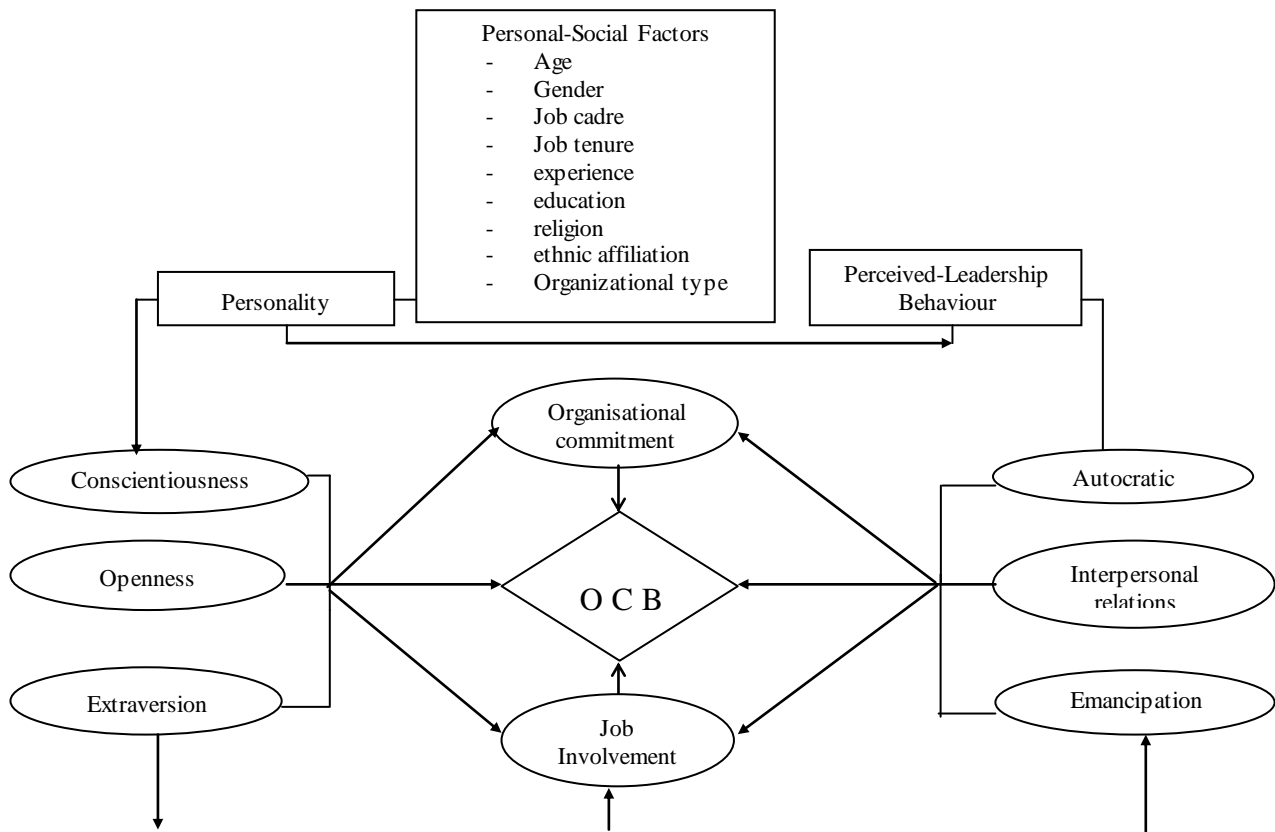 Personal-Social Factors
- Age
- Gender
- Job cadre
- Job tenure
- experience
- education
- religion
- ethnic affiliation
- Organizational type
Personality
Perceived-Leadership
Behaviour
Organisational
commitment
Conscientiousness
Autocratic
Openness
O C B
Interpersonal
relations
Extraversion
Job
Involvement
Emancipation